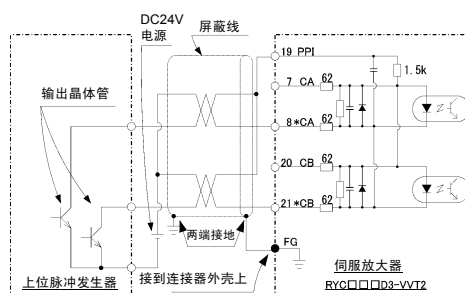 DC24V
电源
屏蔽线
19 PPI
1.5k
7 CA 62
输出晶体管
8*CA 62
20 CB 62
21*CB 62
两端接地
FG
上位脉冲发生器
接到连接器外壳上
伺服放大器
RYC□□□D3-VVT2